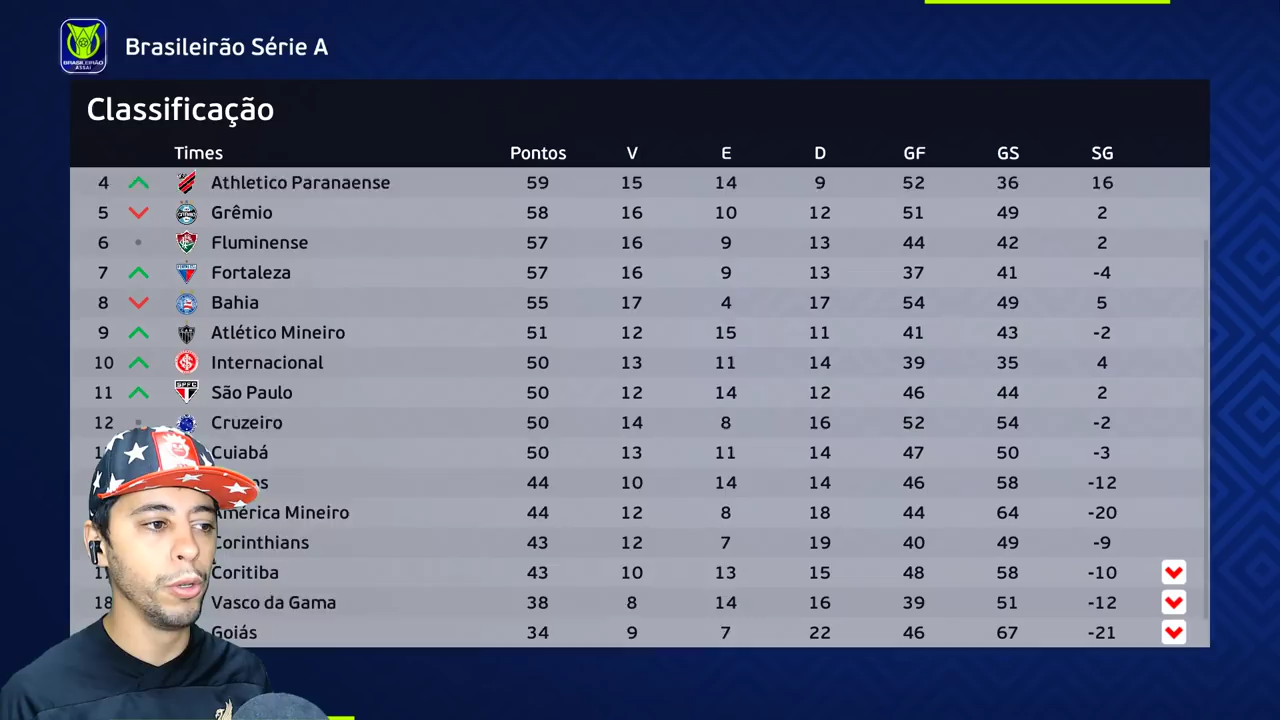 Brasileirão Série A
BRASILEIRÃO
ASSAÍ
Classificação
Times Pontos V E D GF GS SG
4 Athletico Paranaense 59 15 14 9 52 36 16
5 Grêmio 58 16 10 12 51 49 2
6 Fluminense 57 16 9 13 44 42 2
7 Fortaleza 57 16 9 13 37 41 -4
8 Bahia 55 17 4 17 54 49 5
9 Atlético Mineiro 51 12 15 11 41 43 -2
10 Internacional 50 13 11 14 39 35 4
11 São Paulo 50 12 14 12 46 44 2
12 Cruzeiro 50 14 8 16 52 54 -2
Cuiabá 50 13 11 14 47 50 -3
44 10 14 14 46 58 -12
América Mineiro 44 12 8 18 44 64 -20
Corinthians 43 12 7 19 40 49 -9
Coritiba 43 10 13 15 48 58 -10
18 Vasco da Gama 38 8 14 16 39 51 -12
Goiás 34 9 7 22 46 67 -21